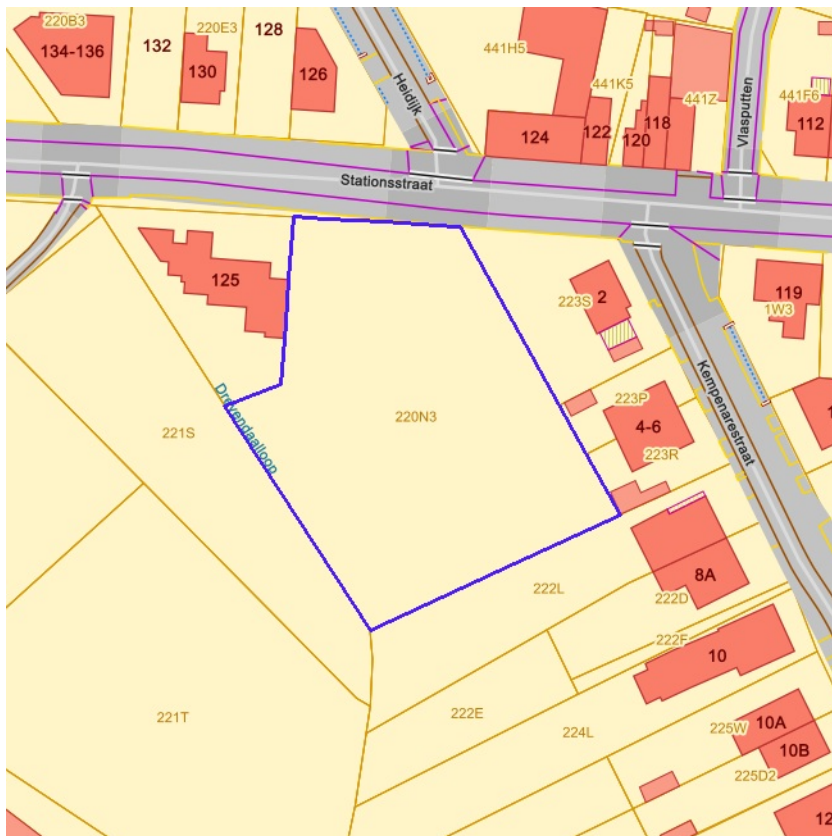 220B3
134-136
132
220E3
130
128
126
Heidijk
441H5
124
122
441K5
120
118
441Z
Vlasputten
441F6
112
Stationsstraat
125
2
223S
119
1W3
Drevendaalloop
221S
220N3
223P
4-6
223R
Kempenarestraat
222L
8A
222D
222F
10
221T
222E
224L
225W
10A
10B
225D2